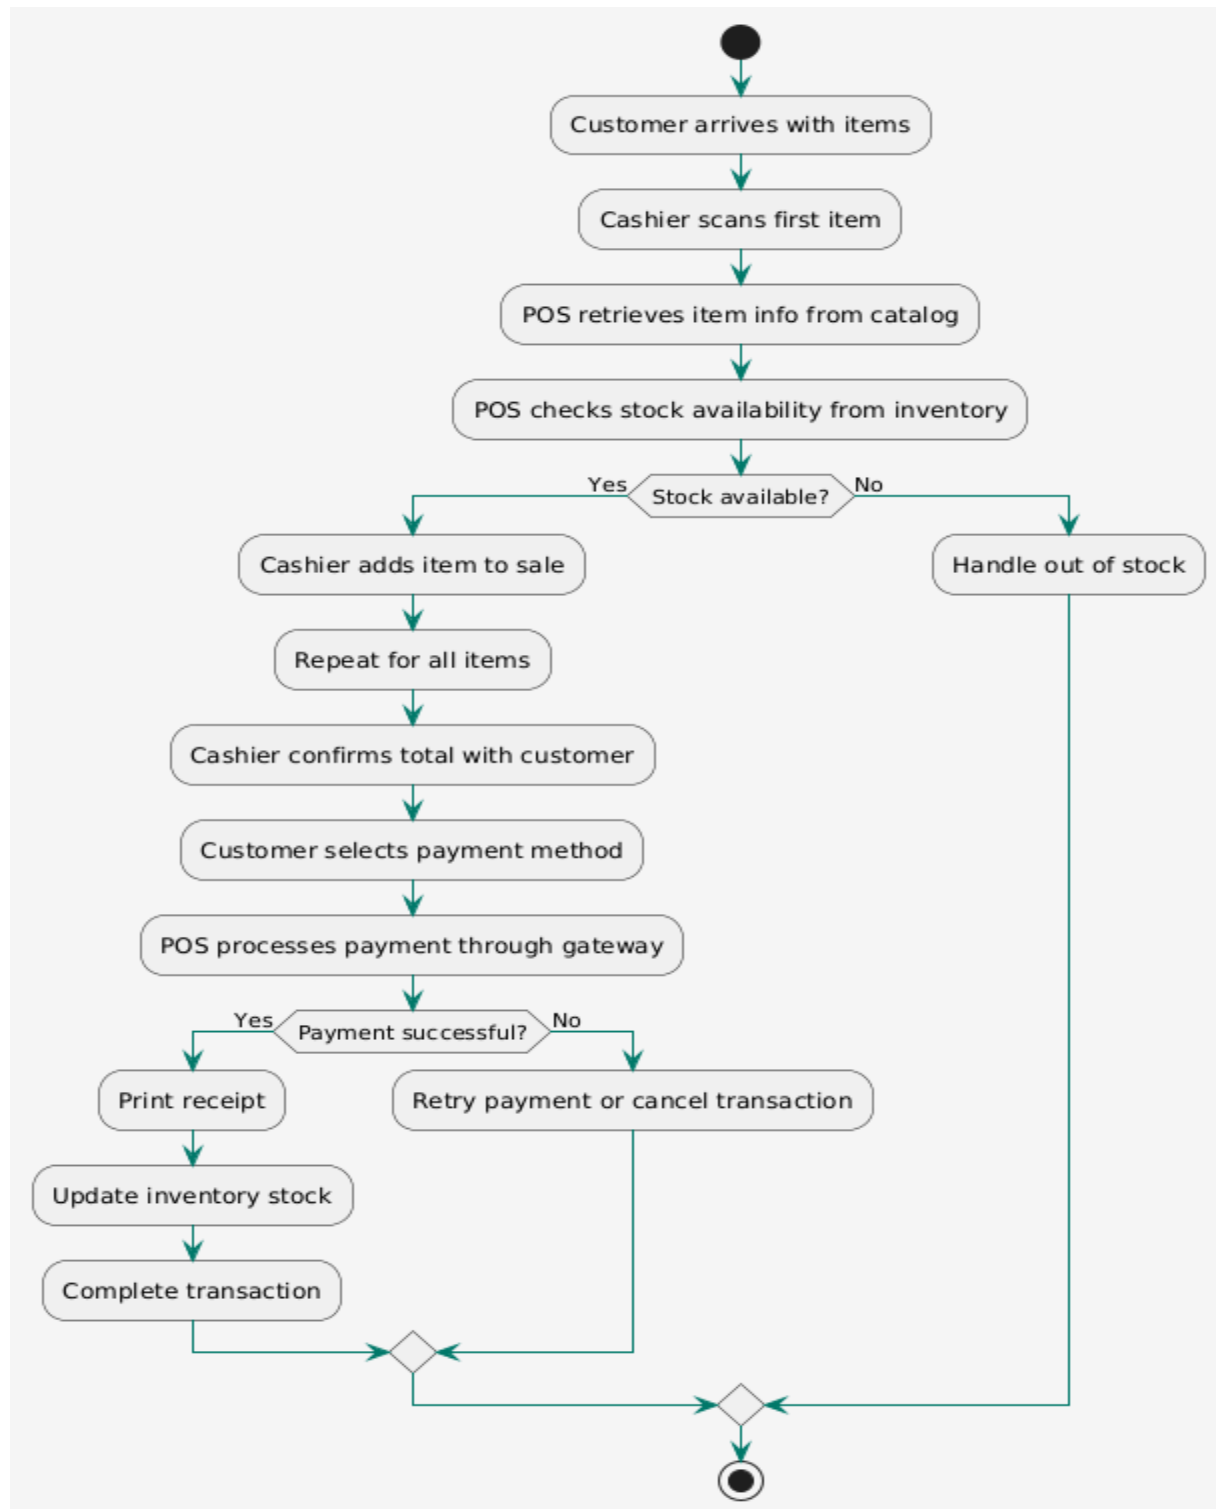 Customer arrives with items
Cashier scans first item
POS retrieves item info from catalog
POS checks stock availability from inventory
Yes
Stock available?
No
Cashier adds item to sale
Handle out of stock
Repeat for all items
Cashier confirms total with customer
Customer selects payment method
POS processes payment through gateway
Yes
Payment successful?
No
Print receipt
Retry payment or cancel transaction
Update inventory stock
Complete transaction